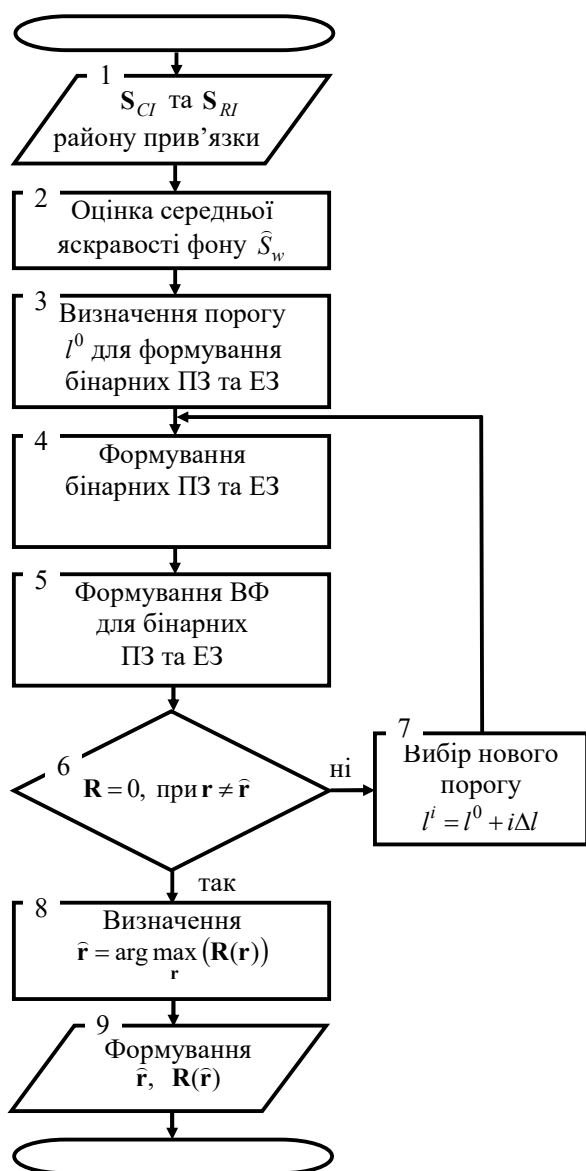 1
S_CI та S_RI
району прив’язки
2
Оцінка середньої
яскравості фону Ŝ_w
3
Визначення порогу
l⁰ для формування
бінарних ПЗ та ЕЗ
4
Формування
бінарних ПЗ та ЕЗ
5
Формування ВФ
для бінарних
ПЗ та ЕЗ
6
R = 0, при r ≠ r̂
ні
7
Вибір нового
порогу
lⁱ = l⁰ + iΔl
так
8
Визначення
r̂ = arg max (R(r))
r
9
Формування
r̂, R(r̂)